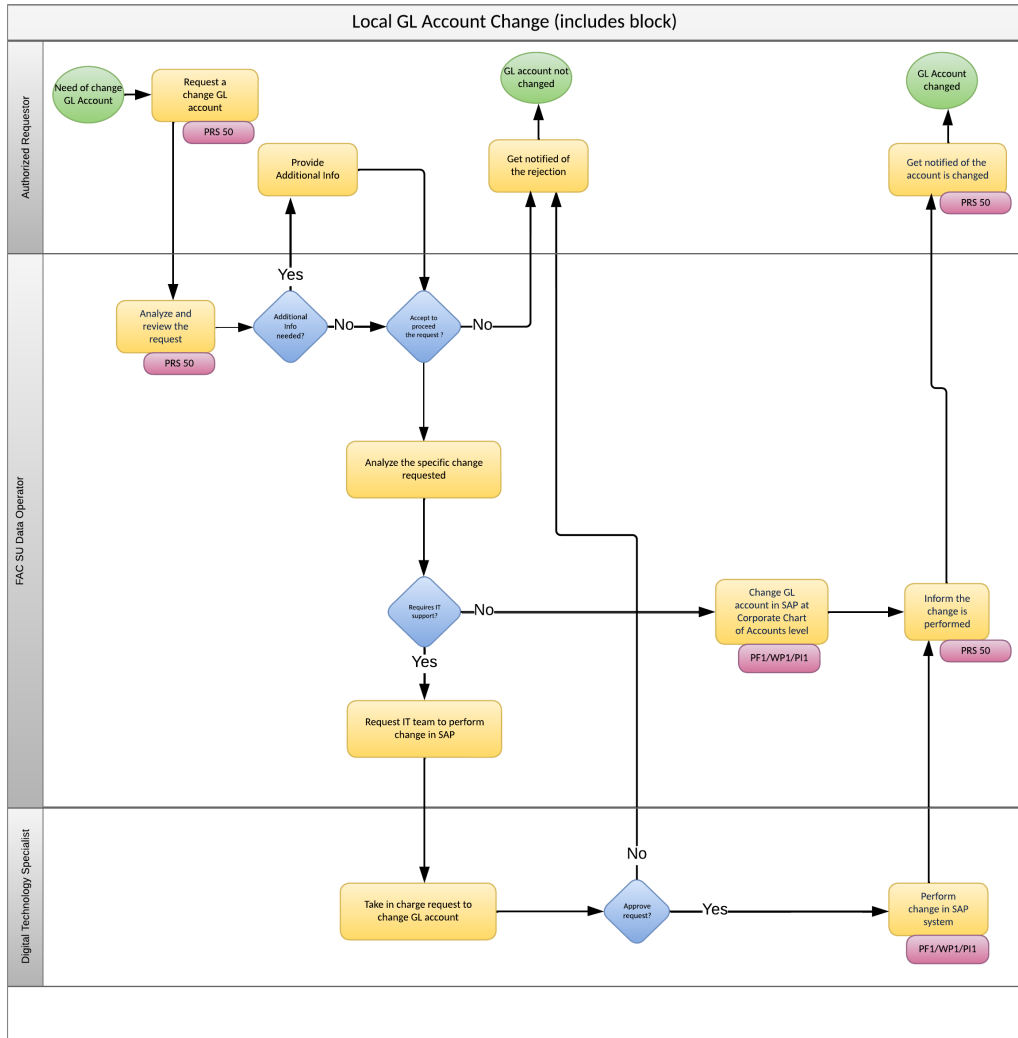 Local GL Account Change (includes block)
Authorized Requestor
Need of change
GL Account
Request a
change GL
account
PRS 50
Provide
Additional Info
GL account not
changed
Get notified of
the rejection
GL Account
changed
Get notified of the
account is changed
PRS 50
FAC SU Data Operator
Analyze and
review the
request
PRS 50
Yes
Additional
Info
needed?
No
Accept to
proceed
the request ?
No
Analyze the specific change
requested
Requires IT
support?
No
Yes
Change GL
account in SAP at
Corporate Chart
of Accounts level
PF1/WP1/PI1
Inform the
change is
performed
PRS 50
Request IT team to perform
change in SAP
Digital Technology Specialist
Take in charge request to
change GL account
No
Approve
request?
Yes
Perform
change in SAP
system
PF1/WP1/PI1